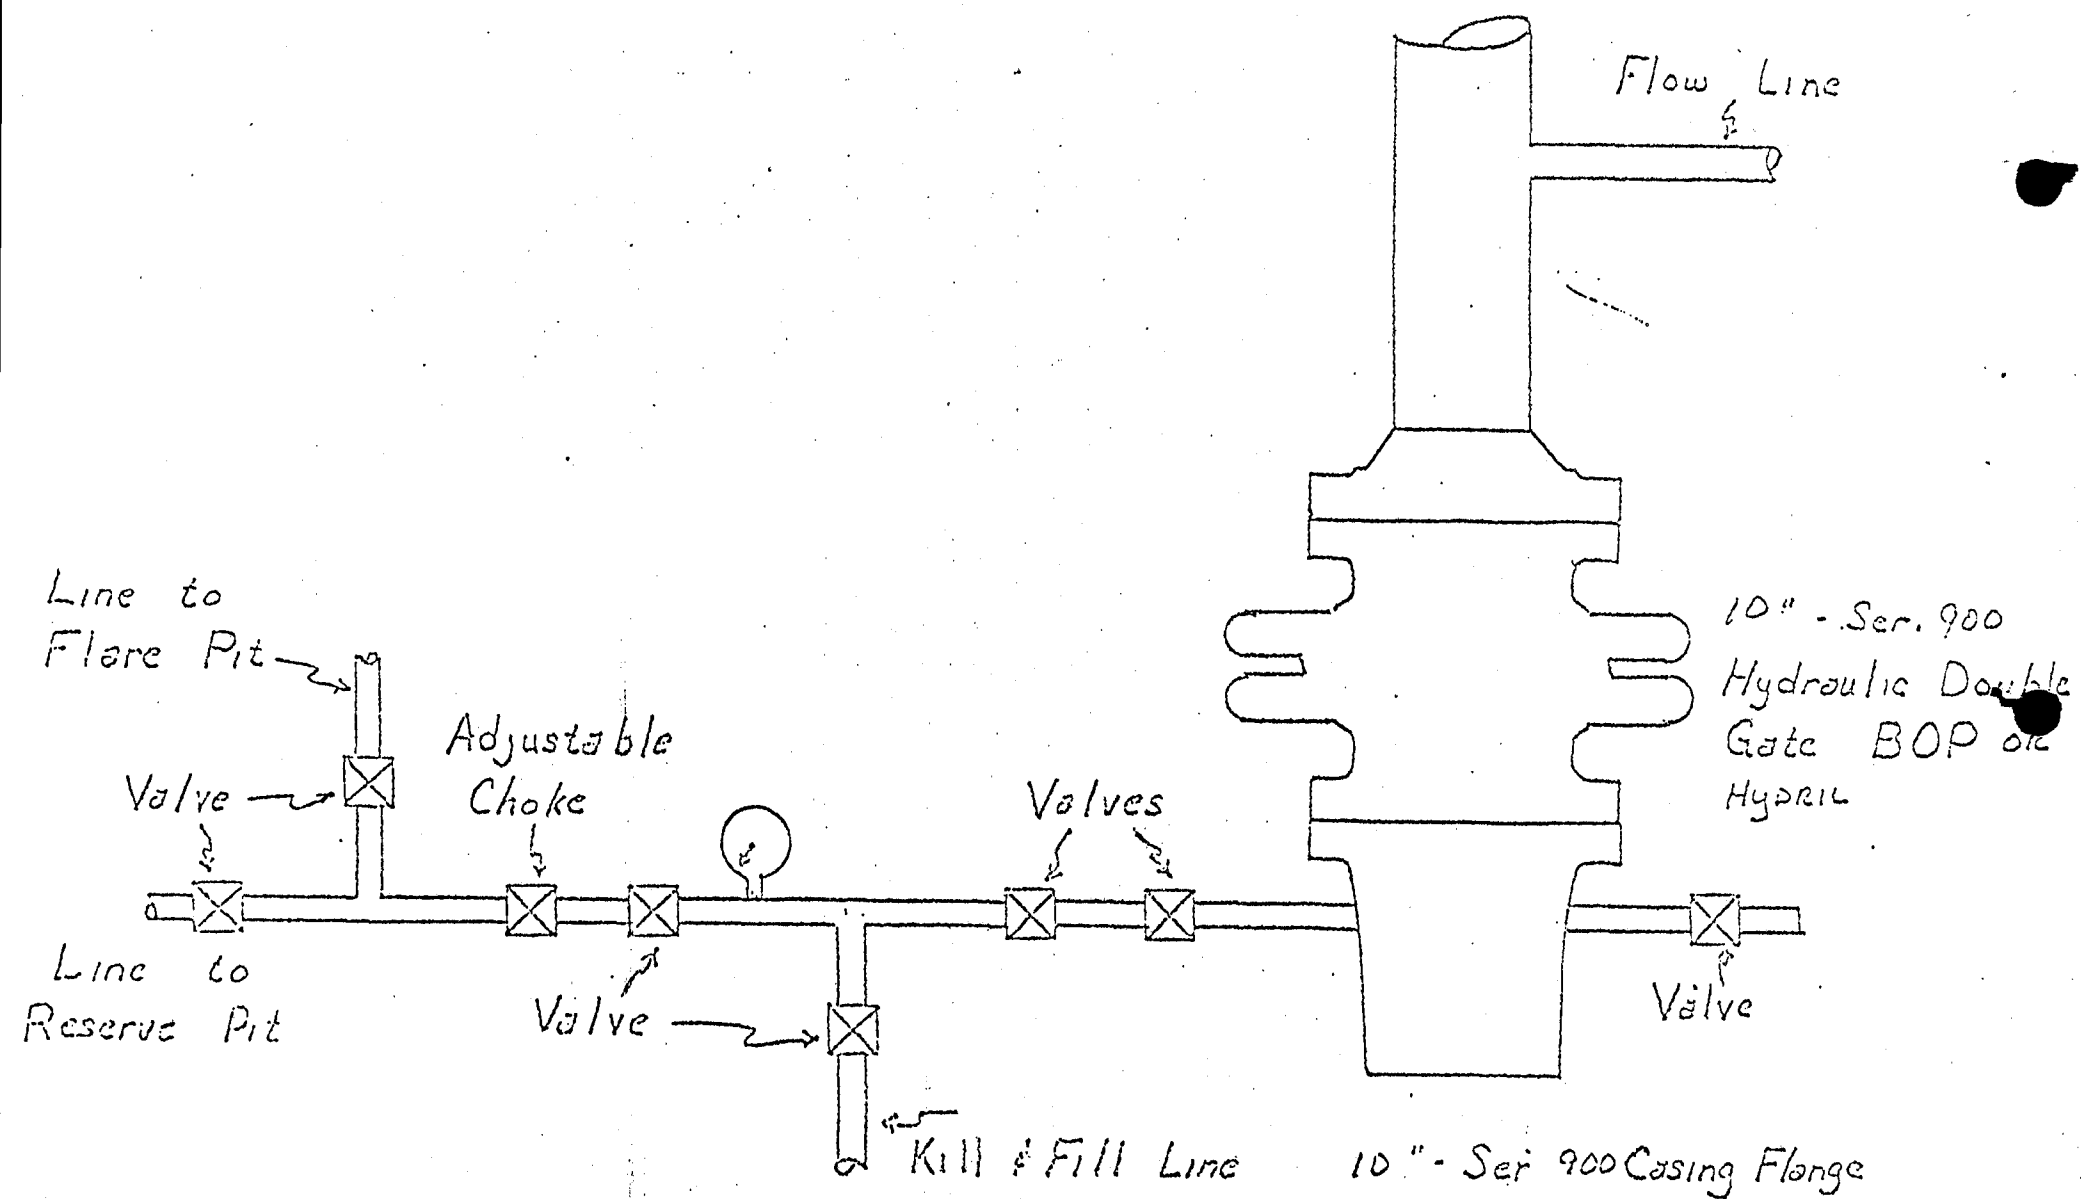 Flow Line
Line to
Flare Pit
10" - Ser. 900
Hydraulic Double
Gate BOP OR
HYDRIL
Adjustable
Choke
Valve
Valves
Line to
Reserve Pit
Valve
Valve
Kill & Fill Line
10" - Ser 900 Casing Flange